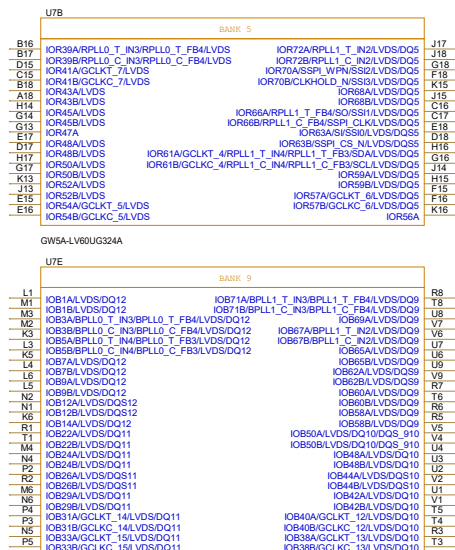 U7B
BANK 5
B16 IOR39A/RPLL0_T_IN3/RPLL0_T_FB4/LVDS IOR72A/RPLL1_T_IN2/LVDS/DQ5 J17
B17 IOR39B/RPLL0_C_IN3/RPLL0_C_FB4/LVDS IOR72B/RPLL1_C_IN2/LVDS/DQ5 J18
D15 IOR41A/GCLKT_7/LVDS IOR70A/SSPI_WPN/SSI2/LVDS/DQ5 G18
C15 IOR41B/GCLKC_7/LVDS IOR70B/CLKHOLD_N/SSI3/LVDS/DQ5 F18
B18 IOR43A/LVDS IOR68A/LVDS/DQ5 K15
A18 IOR43B/LVDS IOR68B/LVDS/DQ5 J15
H14 IOR45A/LVDS IOR66A/RPLL1_T_FB4/SO/SSI1/LVDS/DQ5 C16
G14 IOR45B/LVDS IOR66B/RPLL1_C_FB4/SSPI_CLK/LVDS/DQ5 C17
G13 IOR47A IOR63A/SI/SSI0/LVDS/DQS5 E18
E17 IOR48A/LVDS IOR63B/SSPI_CS_N/LVDS/DQS5 D18
D17 IOR48B/LVDS IOR61A/GCLKT_4/RPLL1_T_IN4/RPLL1_T_FB3/SDA/LVDS/DQ5 H16
H17 IOR50A/LVDS IOR61B/GCLKC_4/RPLL1_C_IN4/RPLL1_C_FB3/SCL/LVDS/DQ5 G16
G17 IOR50B/LVDS IOR59A/LVDS/DQ5 J14
K13 IOR52A/LVDS IOR59B/LVDS/DQ5 H15
J13 IOR52B/LVDS IOR57A/GCLKT_6/LVDS/DQ5 F15
E15 IOR54A/GCLKT_5/LVDS IOR57B/GCLKC_6/LVDS/DQ5 F16
E16 IOR54B/GCLKC_5/LVDS IOR56A K16
GW5A-LV60UG324A
U7E
BANK 9
L1 IOB1A/LVDS/DQ12 IOB71A/BPLL1_T_IN3/BPLL1_T_FB4/LVDS/DQ9 R8
M1 IOB1B/LVDS/DQ12 IOB71B/BPLL1_C_IN3/BPLL1_C_FB4/LVDS/DQ9 T8
M3 IOB3A/BPLL0_T_IN3/BPLL0_T_FB4/LVDS/DQ12 IOB69A/LVDS/DQ9 U8
M2 IOB3B/BPLL0_C_IN3/BPLL0_C_FB4/LVDS/DQ12 IOB67A/BPLL1_T_IN2/LVDS/DQ9 V7
K3 IOB5A/BPLL0_T_IN4/BPLL0_T_FB3/LVDS/DQ12 IOB67B/BPLL1_C_IN2/LVDS/DQ9 V6
L3 IOB5B/BPLL0_C_IN4/BPLL0_C_FB3/LVDS/DQ12 IOB65A/LVDS/DQ9 U7
K5 IOB7A/LVDS/DQ12 IOB65B/LVDS/DQ9 U6
L4 IOB7B/LVDS/DQ12 IOB62A/LVDS/DQS9 U9
L6 IOB9A/LVDS/DQ12 IOB62B/LVDS/DQS9 V9
L5 IOB9B/LVDS/DQ12 IOB60A/LVDS/DQ9 R7
N2 IOB12A/LVDS/DQS12 IOB60B/LVDS/DQ9 T6
N1 IOB12B/LVDS/DQS12 IOB58A/LVDS/DQ9 R6
K6 IOB14A/LVDS/DQ12 IOB58B/LVDS/DQ9 R5
R1 IOB22A/LVDS/DQ11 IOB50A/LVDS/DQ10/DQS_910 V5
T1 IOB22B/LVDS/DQ11 IOB50B/LVDS/DQ10/DQS_910 V4
M4 IOB24A/LVDS/DQ11 IOB48A/LVDS/DQ10 U4
N4 IOB24B/LVDS/DQ11 IOB48B/LVDS/DQ10 U3
P2 IOB26A/LVDS/DQS11 IOB44A/LVDS/DQS10 U2
R2 IOB26B/LVDS/DQS11 IOB44B/LVDS/DQS10 V2
M6 IOB29A/LVDS/DQ11 IOB42A/LVDS/DQ10 U1
N6 IOB29B/LVDS/DQ11 IOB42B/LVDS/DQ10 V1
P4 IOB31A/GCLKT_14/LVDS/DQ11 IOB40A/GCLKT_12/LVDS/DQ10 T5
P3 IOB31B/GCLKC_14/LVDS/DQ11 IOB40B/GCLKC_12/LVDS/DQ10 T4
N5 IOB33A/GCLKT_15/LVDS/DQ11 IOB38A/GCLKT_13/LVDS/DQ10 R3
P5 IOB33B/GCLKC_15/LVDS/DQ11 IOB38B/GCLKC_13/LVDS/DQ10 T3